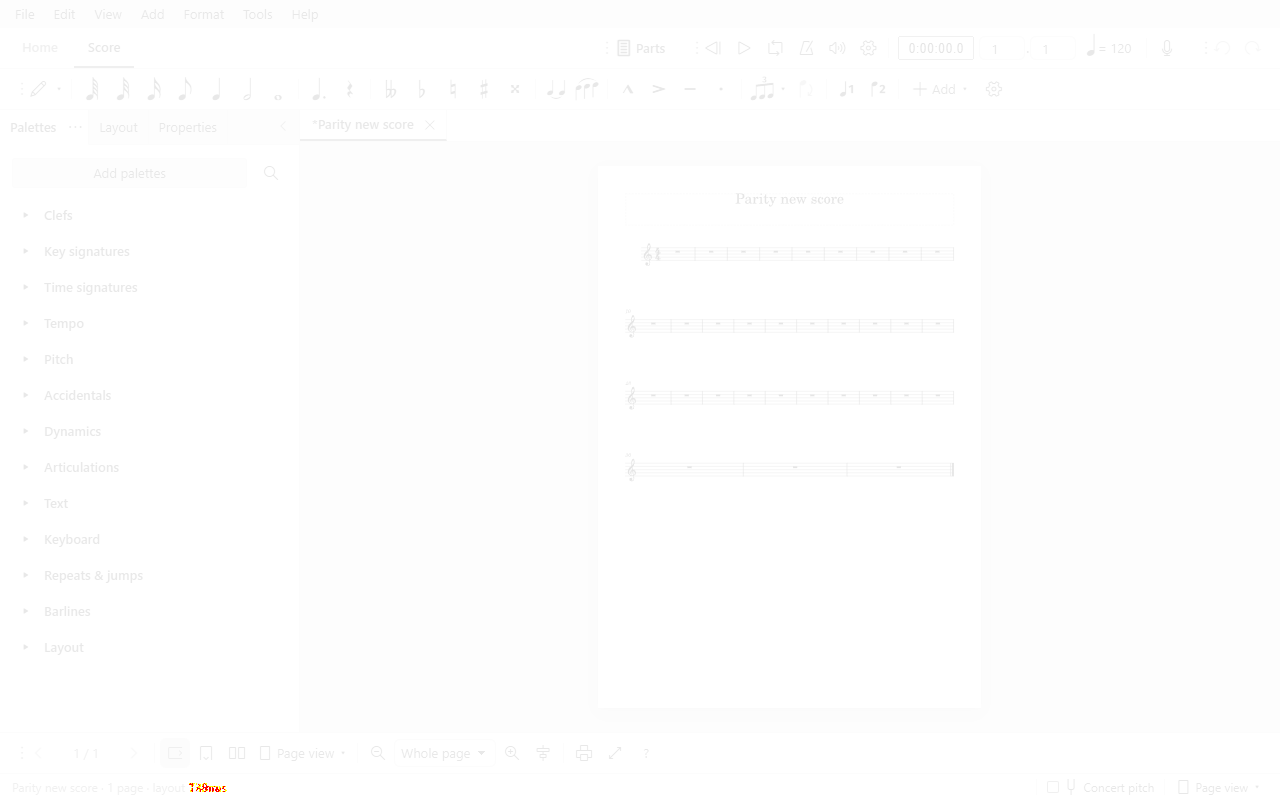 File Edit View Add Format Tools Help
Home Score Parts 0:00:00.0 1 . 1 = 120
Add
Palettes Layout Properties
*Parity new score
Add palettes
Parity new score
Clefs
Key signatures
Time signatures
Tempo
Pitch
Accidentals
Dynamics
Articulations
Text
Keyboard
Repeats & jumps
Barlines
Layout
1 / 1 Page view Whole page ?
Parity new score · 1 page · layout Concert pitch Page view